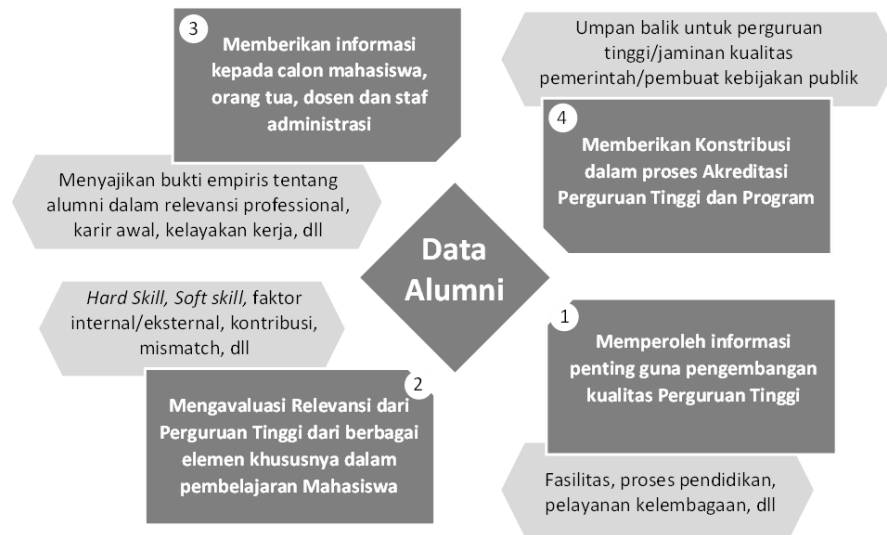 3
Memberikan informasi
kepada calon mahasiswa,
orang tua, dosen dan staf
administrasi
Menyajikan bukti empiris tentang
alumni dalam relevansi professional,
karir awal, kelayakan kerja, dll
Umpan balik untuk perguruan
tinggi/jaminan kualitas
pemerintah/pembuat kebijakan publik
4
Memberikan Konstribusi
dalam proses Akreditasi
Perguruan Tinggi dan Program
Data
Alumni
Hard Skill, Soft skill, faktor
internal/eksternal, kontribusi,
mismatch, dll
2
Mengavaluasi Relevansi dari
Perguruan Tinggi dari berbagai
elemen khususnya dalam
pembelajaran Mahasiswa
1
Memperoleh informasi
penting guna pengembangan
kualitas Perguruan Tinggi
Fasilitas, proses pendidikan,
pelayanan kelembagaan, dll